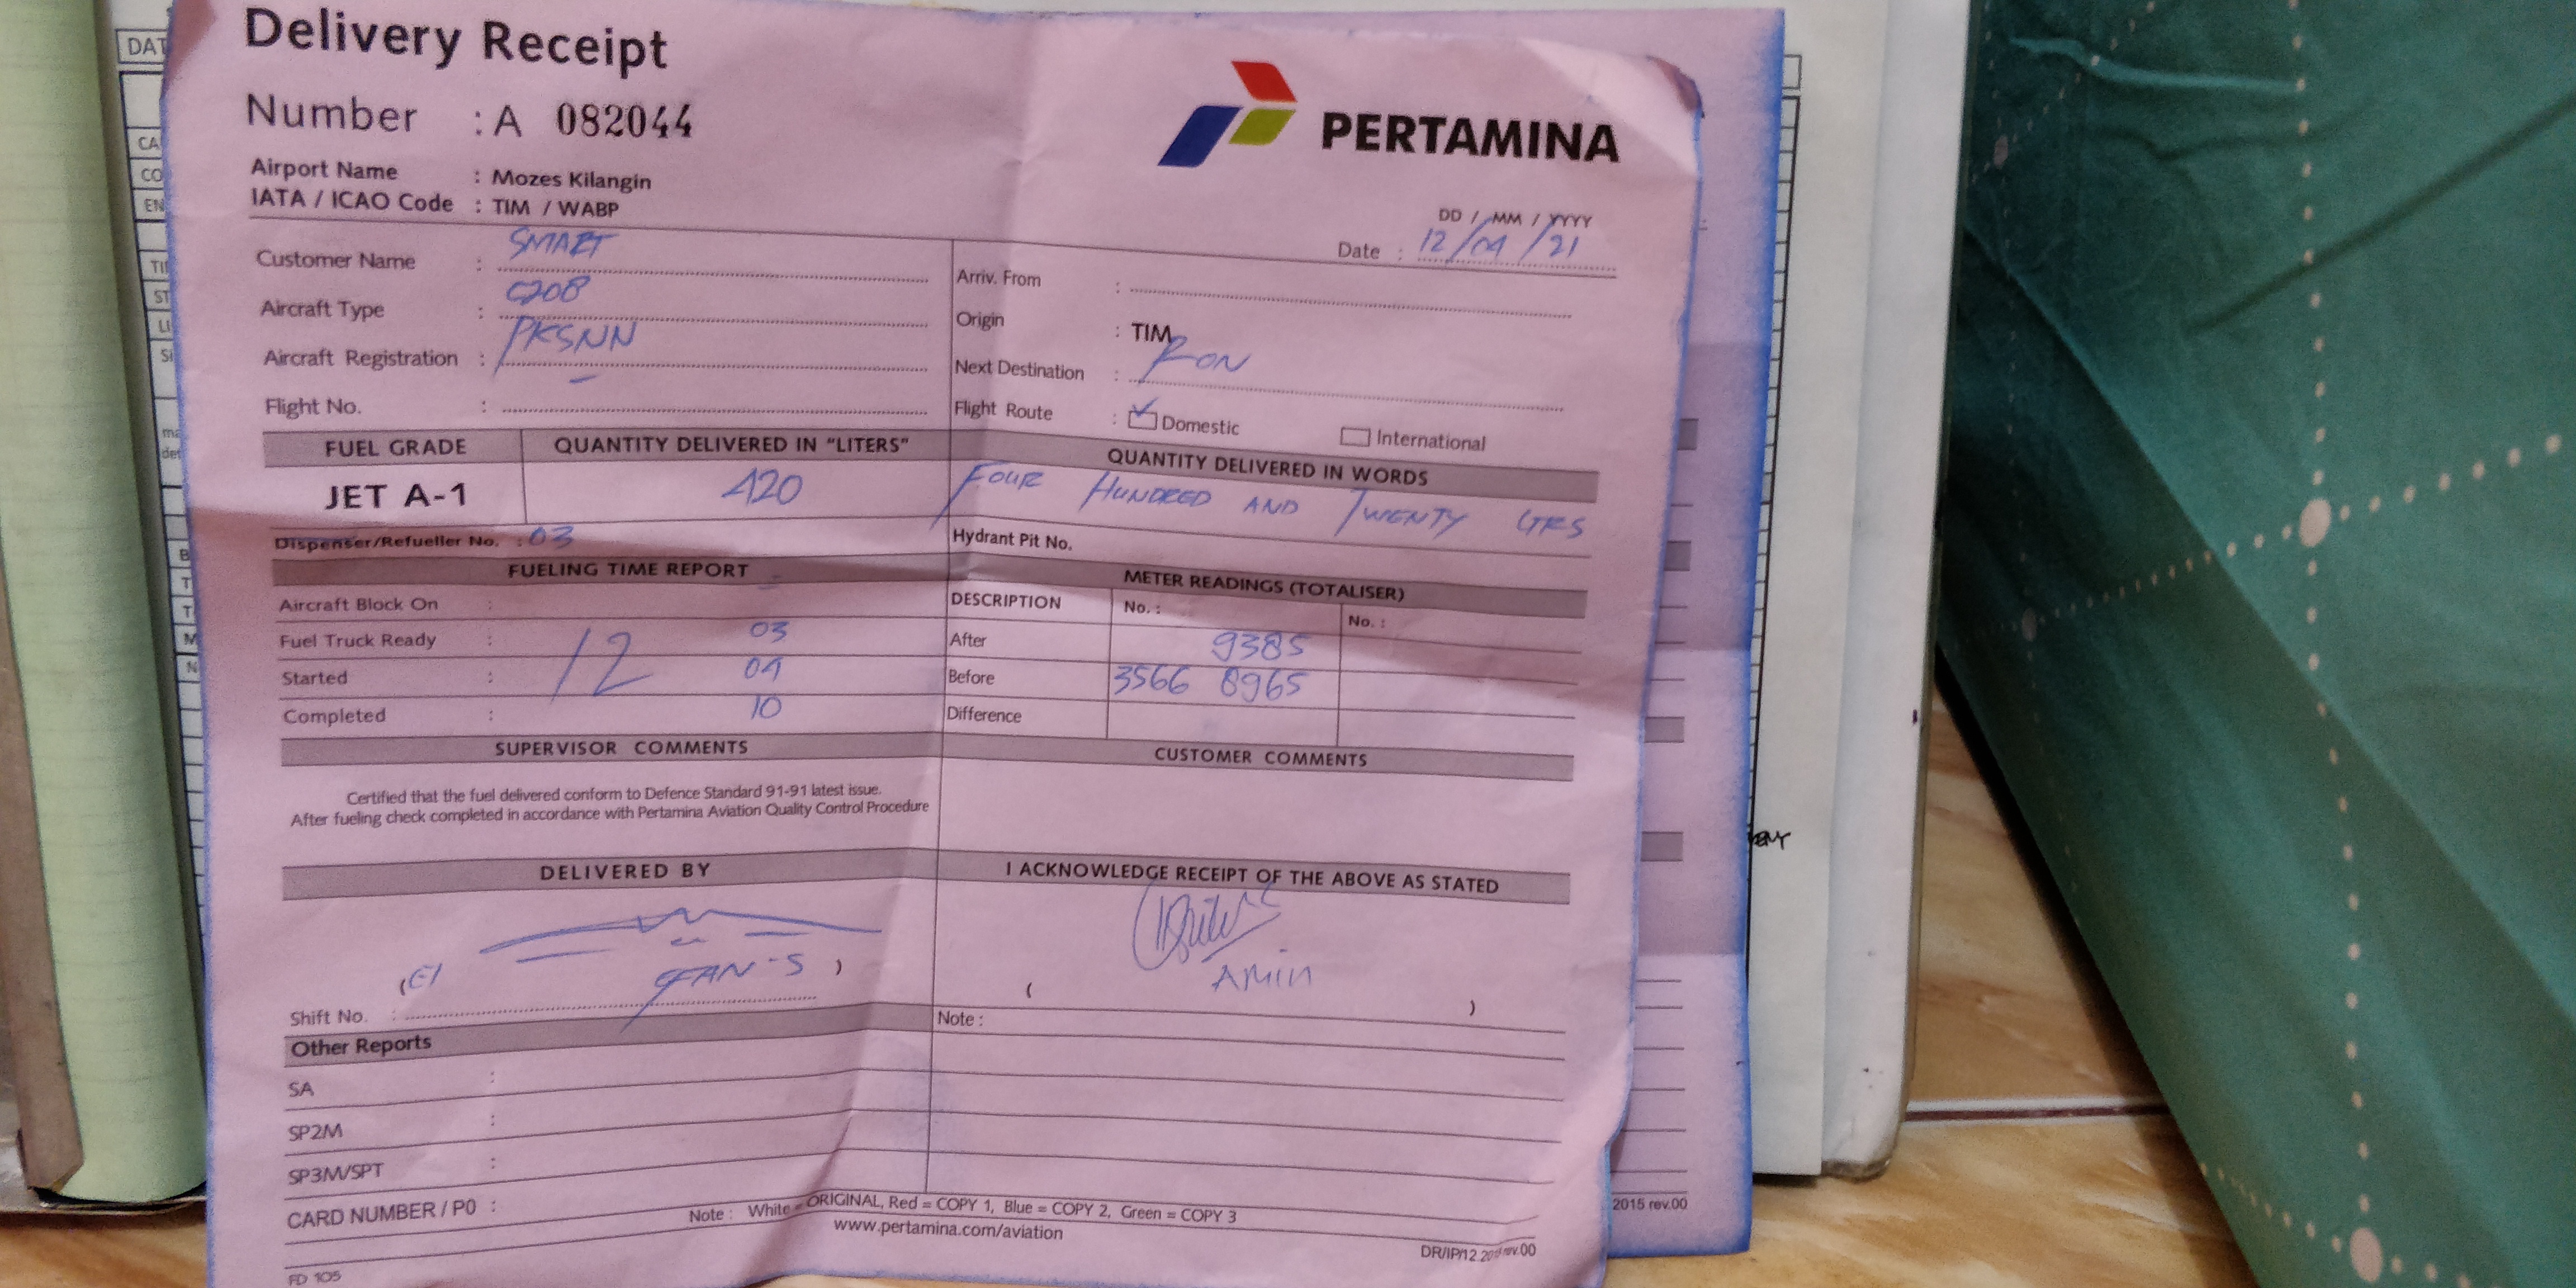 Delivery Receipt
Number : A 082044
PERTAMINA
Airport Name : Mozes Kilangin
IATA / ICAO Code : TIM / WABP
DD / MM / YYYY
Date : 12/04/21
Customer Name : SMART
Aircraft Type : C208
Aircraft Registration : PKSNN
Flight No. :
Arriv. From :
Origin : TIM
Next Destination : RON
Flight Route : Domestic International
FUEL GRADE QUANTITY DELIVERED IN "LITERS" QUANTITY DELIVERED IN WORDS
JET A-1 420 FOUR HUNDRED AND TWENTY LTRS
Dispenser/Refueller No. : 03 Hydrant Pit No.
FUELING TIME REPORT METER READINGS (TOTALISER)
Aircraft Block On : DESCRIPTION No. : No. :
Fuel Truck Ready : 12 03 After 9385
Started : 04 Before 3566 8965
Completed : 10 Difference
SUPERVISOR COMMENTS CUSTOMER COMMENTS
Certified that the fuel delivered conform to Defence Standard 91-91 latest issue.
After fueling check completed in accordance with Pertamina Aviation Quality Control Procedure
DELIVERED BY I ACKNOWLEDGE RECEIPT OF THE ABOVE AS STATED
AMin
Shift No. : Note :
Other Reports
SA :
SP2M :
SP3M/SPT :
CARD NUMBER / P0 :
Note : White = ORIGINAL, Red = COPY 1, Blue = COPY 2, Green = COPY 3
www.pertamina.com/aviation
FD 105
2015 rev.00